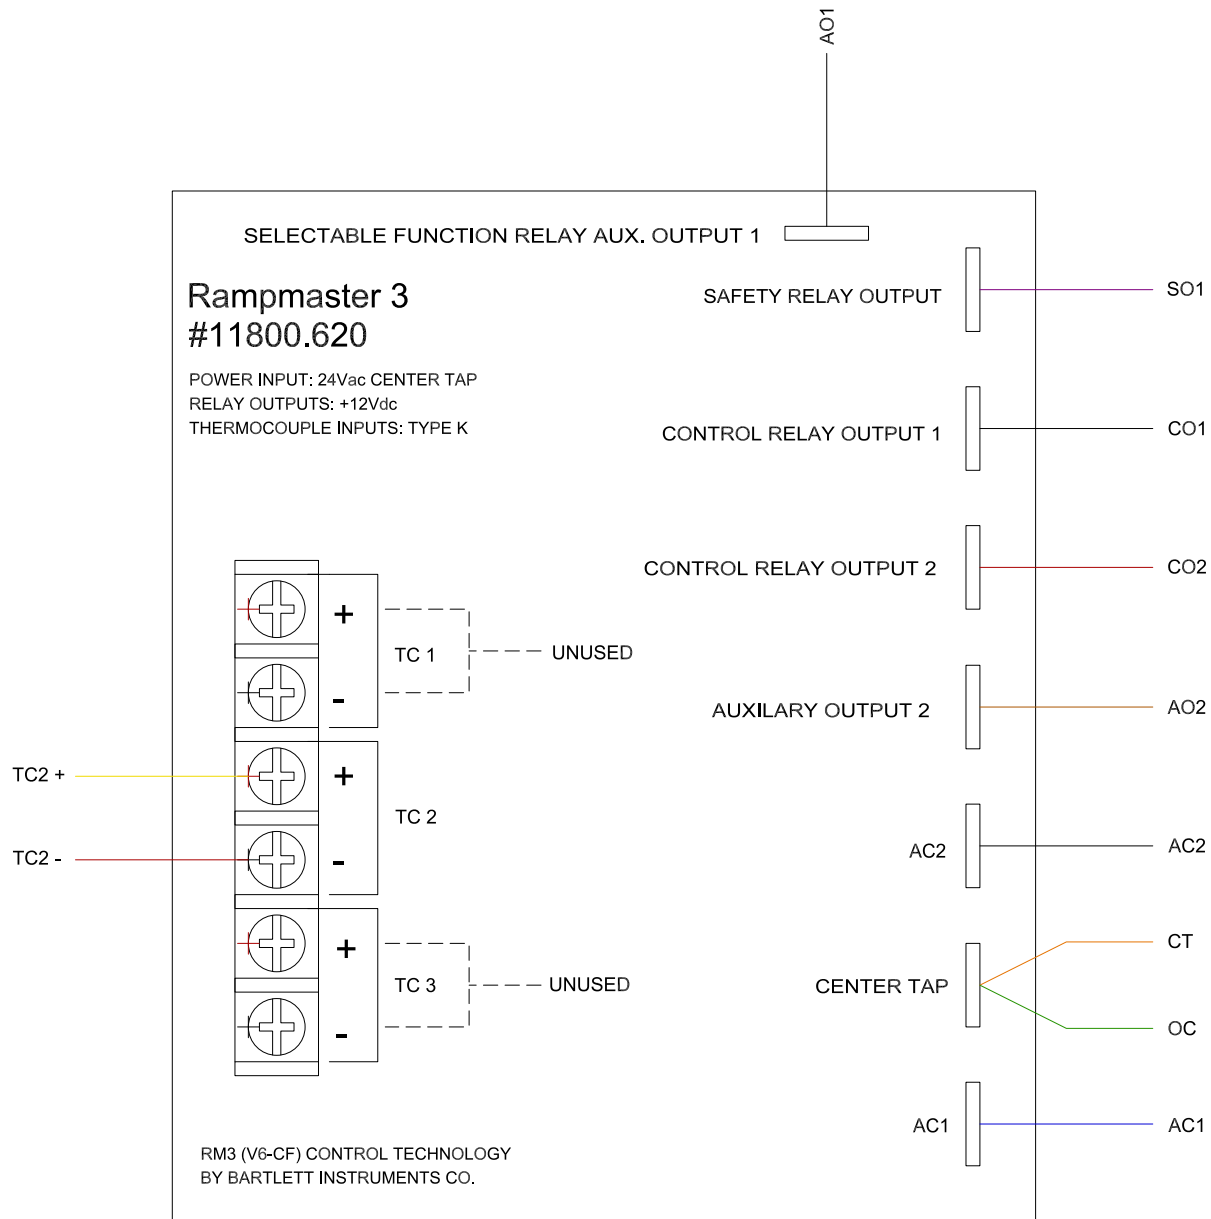 AO1
SELECTABLE FUNCTION RELAY AUX. OUTPUT 1
Rampmaster 3
#11800.620
POWER INPUT: 24Vac CENTER TAP
RELAY OUTPUTS: +12Vdc
THERMOCOUPLE INPUTS: TYPE K
SAFETY RELAY OUTPUT
SO1
CONTROL RELAY OUTPUT 1
CO1
CONTROL RELAY OUTPUT 2
CO2
+
TC 1
-
UNUSED
AUXILARY OUTPUT 2
AO2
TC2 +
+
TC 2
TC2 -
-
AC2
AC2
+
TC 3
-
UNUSED
CENTER TAP
CT
OC
AC1
AC1
RM3 (V6-CF) CONTROL TECHNOLOGY
BY BARTLETT INSTRUMENTS CO.